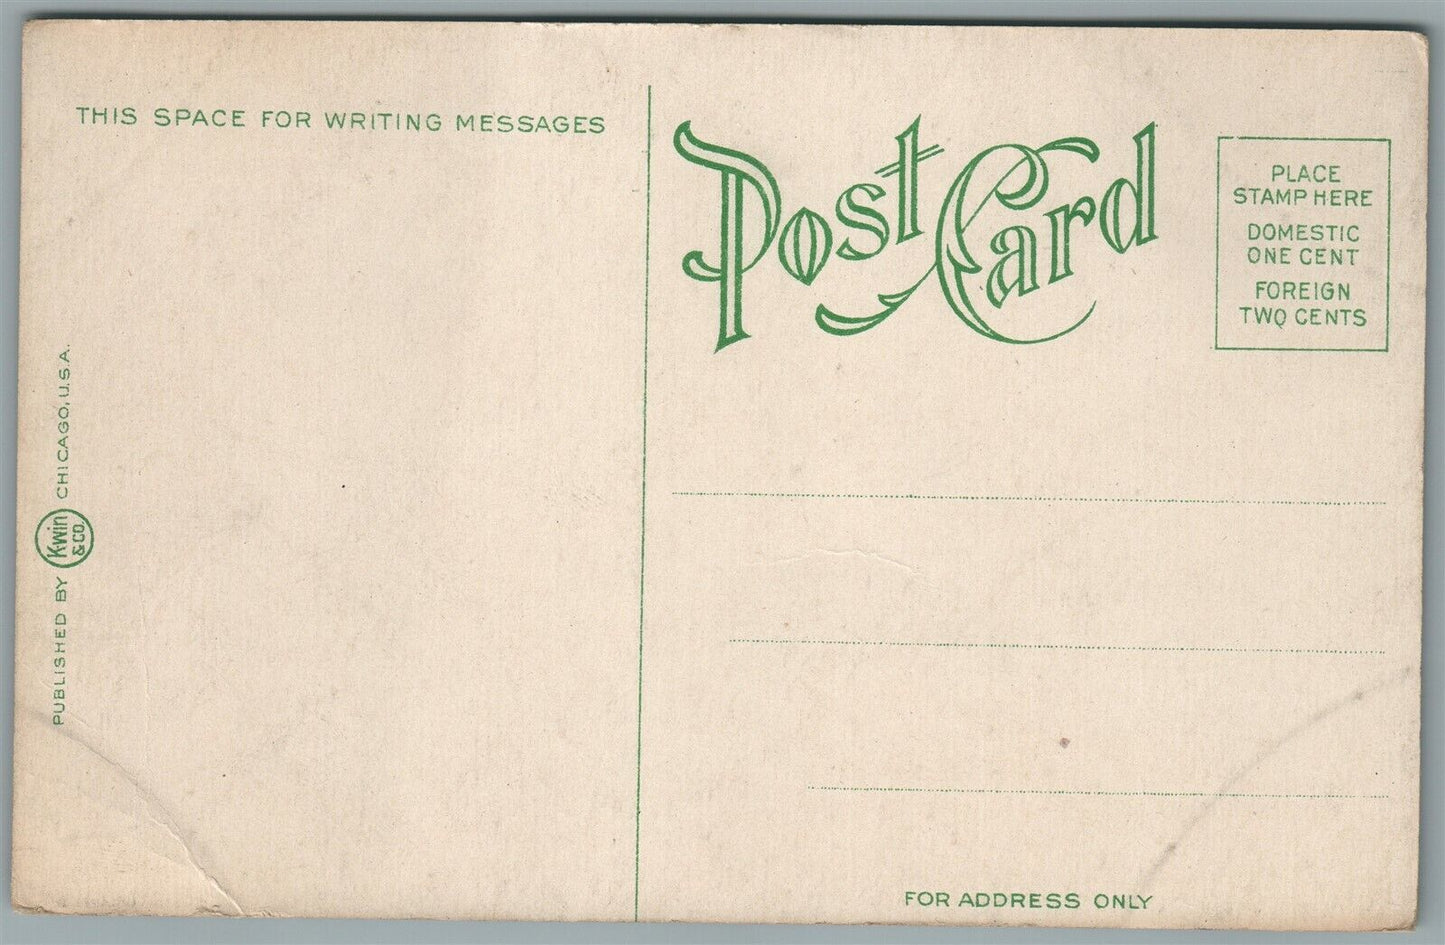 THIS SPACE FOR WRITING MESSAGES
Post Card
PLACE
STAMP HERE
DOMESTIC
ONE CENT
FOREIGN
TWO CENTS
PUBLISHED BY K-win & CO. CHICAGO, U.S.A.
FOR ADDRESS ONLY